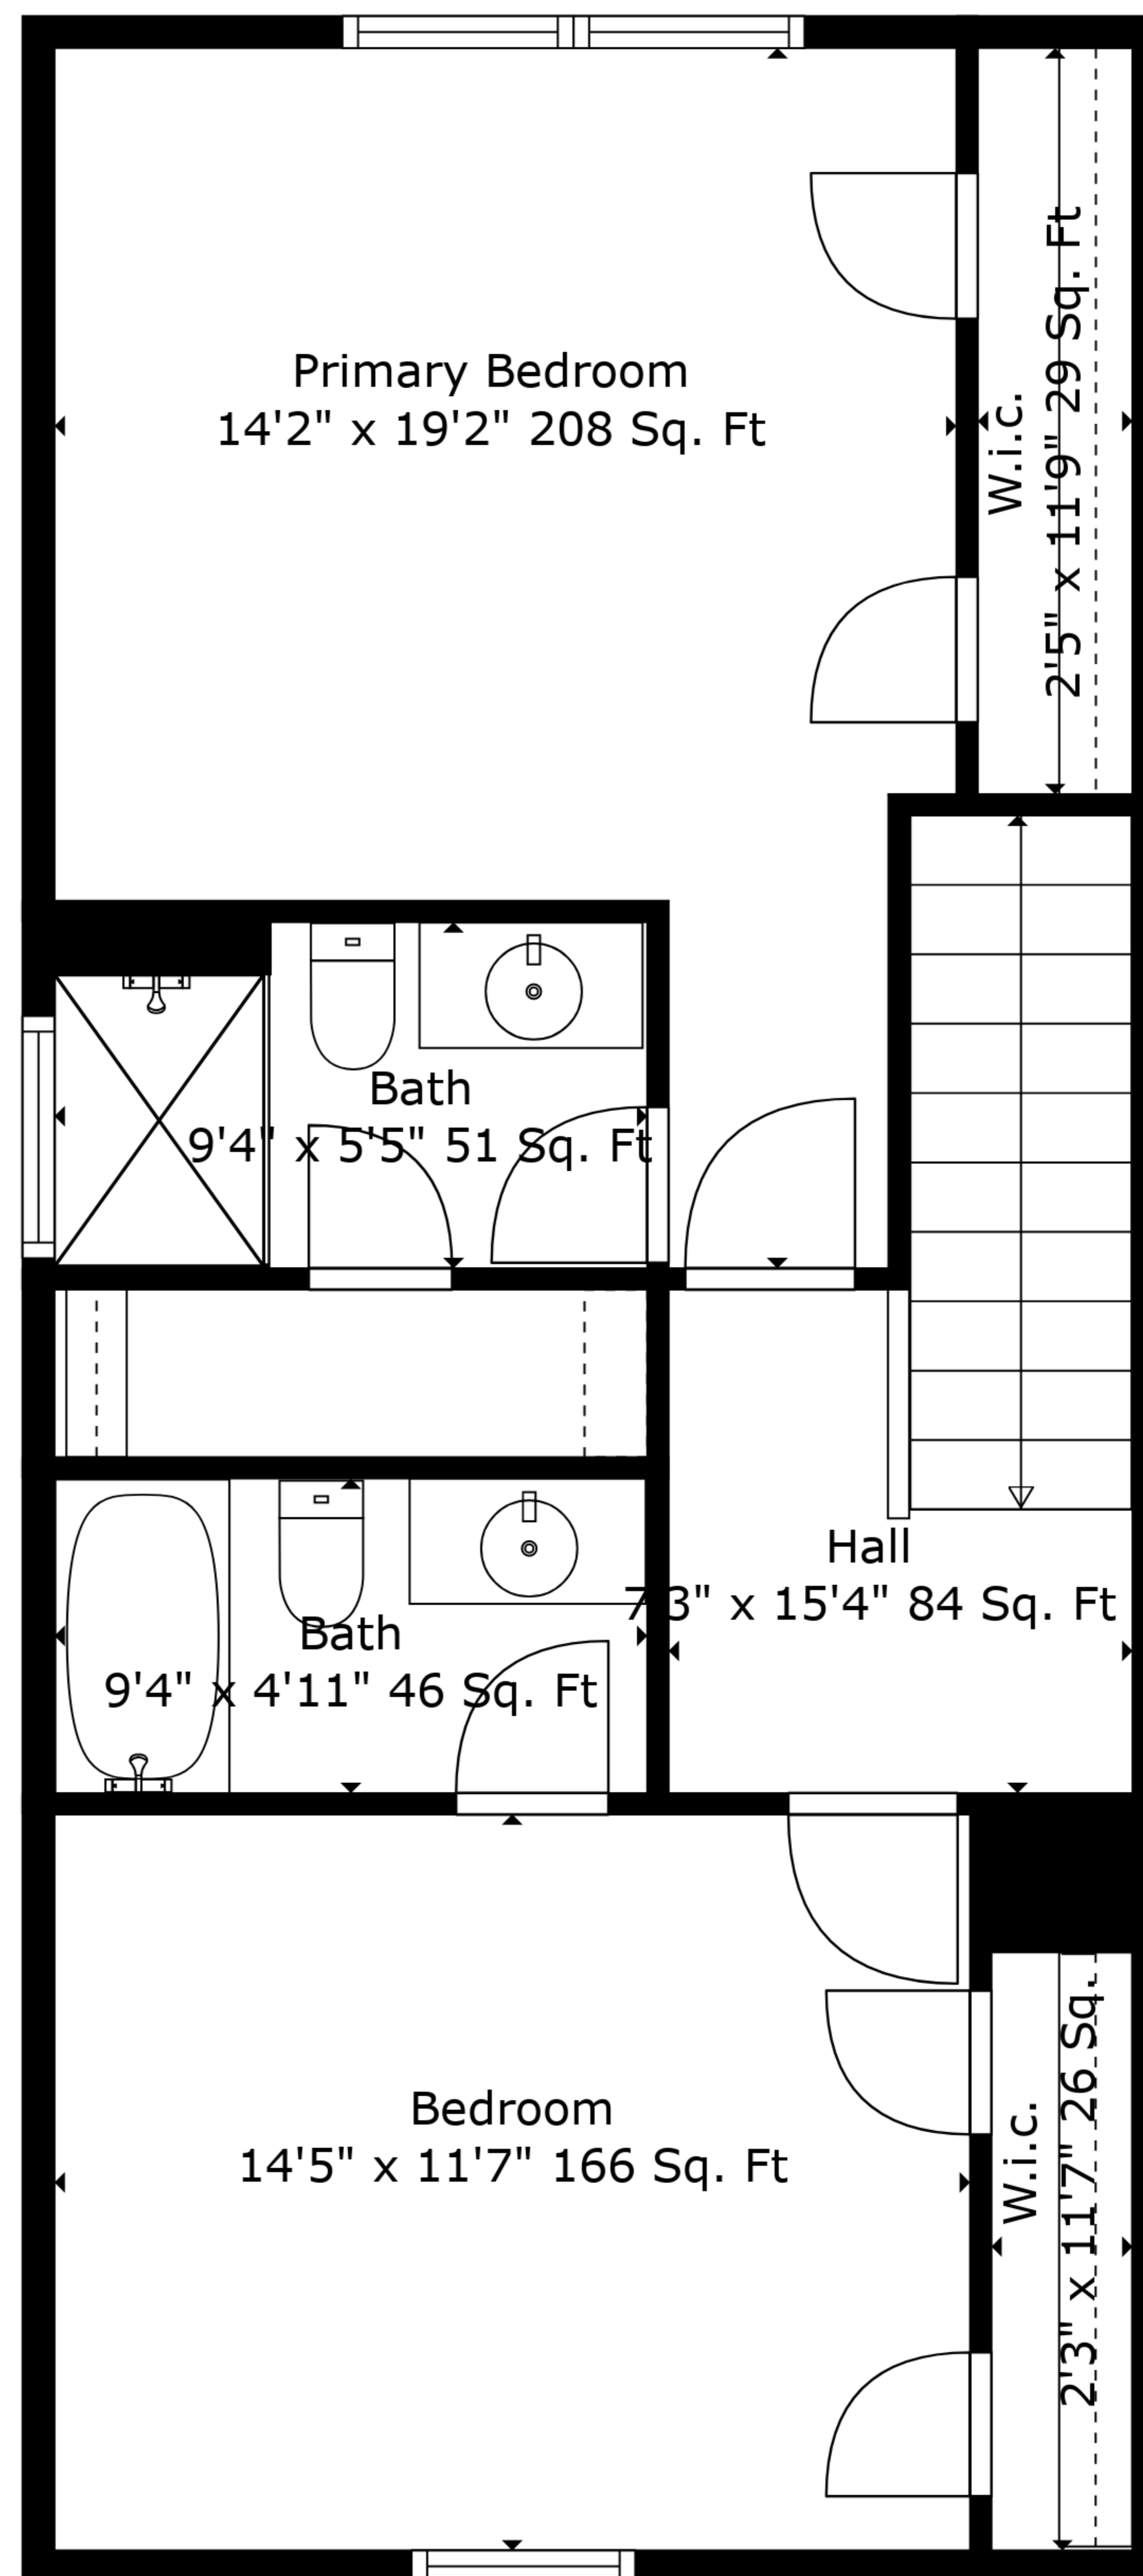 Primary Bedroom
14'2" x 19'2" 208 Sq. Ft
W.i.c.
2'5" x 11'9" 29 Sq. Ft
Bath
9'4" x 5'5" 51 Sq. Ft
Hall
7'3" x 15'4" 84 Sq. Ft
Bath
9'4" x 4'11" 46 Sq. Ft
Bedroom
14'5" x 11'7" 166 Sq. Ft
W.i.c.
2'3" x 11'7" 26 Sq.